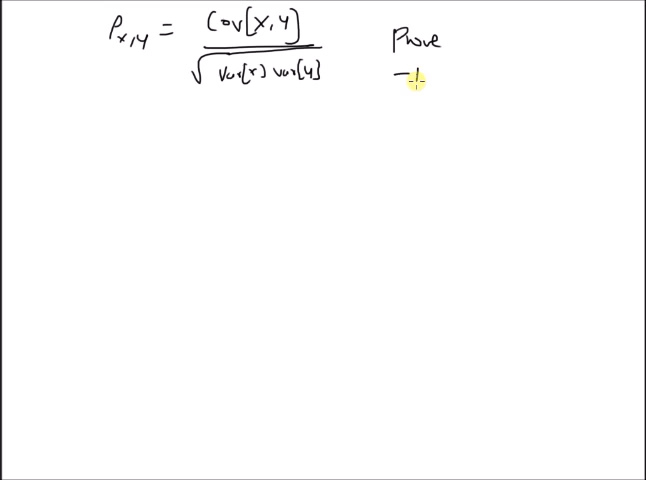 ρx,y = Cov[x,y] / √var[x] var[y]
Prove
-1